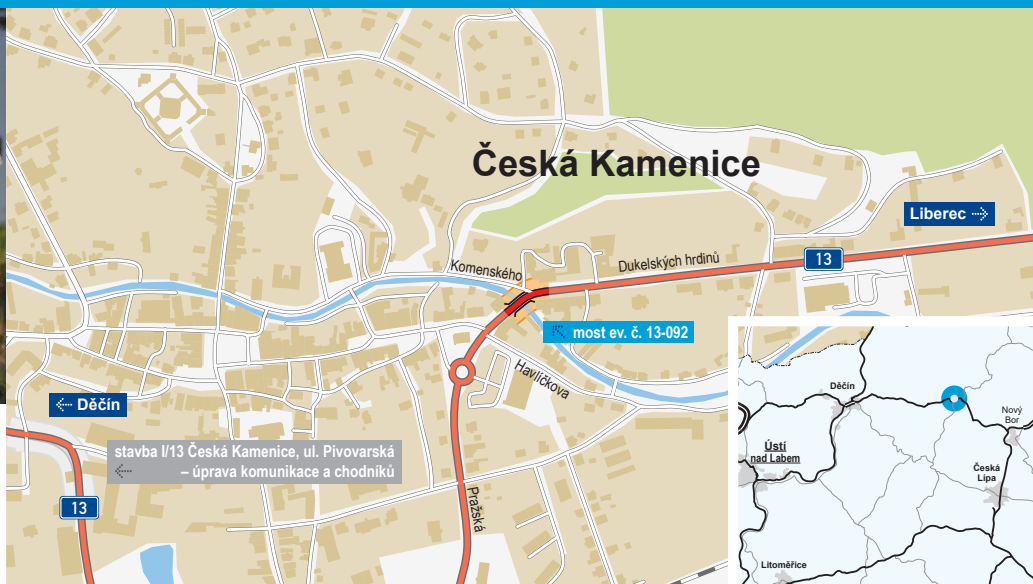 Česká Kamenice
Liberec
13
Dukelských hrdinů
Komenského
most ev. č. 13-092
Havlíčkova
Děčín
stavba I/13 Česká Kamenice, ul. Pivovarská
– úprava komunikace a chodníků
13
Pražská
Děčín
Nový
Bor
Ústí
nad Labem
Česká
Lípa
Litoměřice